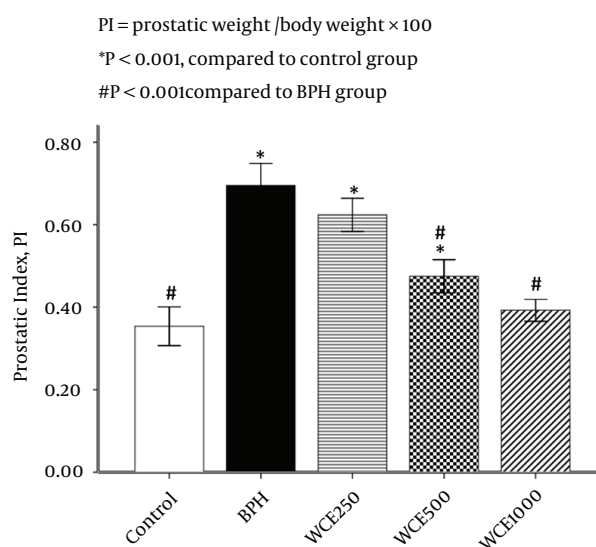 PI = prostatic weight /body weight × 100
*P < 0.001, compared to control group
#P < 0.001compared to BPH group
Prostatic Index, PI
0.80
0.60
0.40
0.20
0.00
#
*
*
#
*
#
Control
BPH
WCE250
WCE500
WCE1000